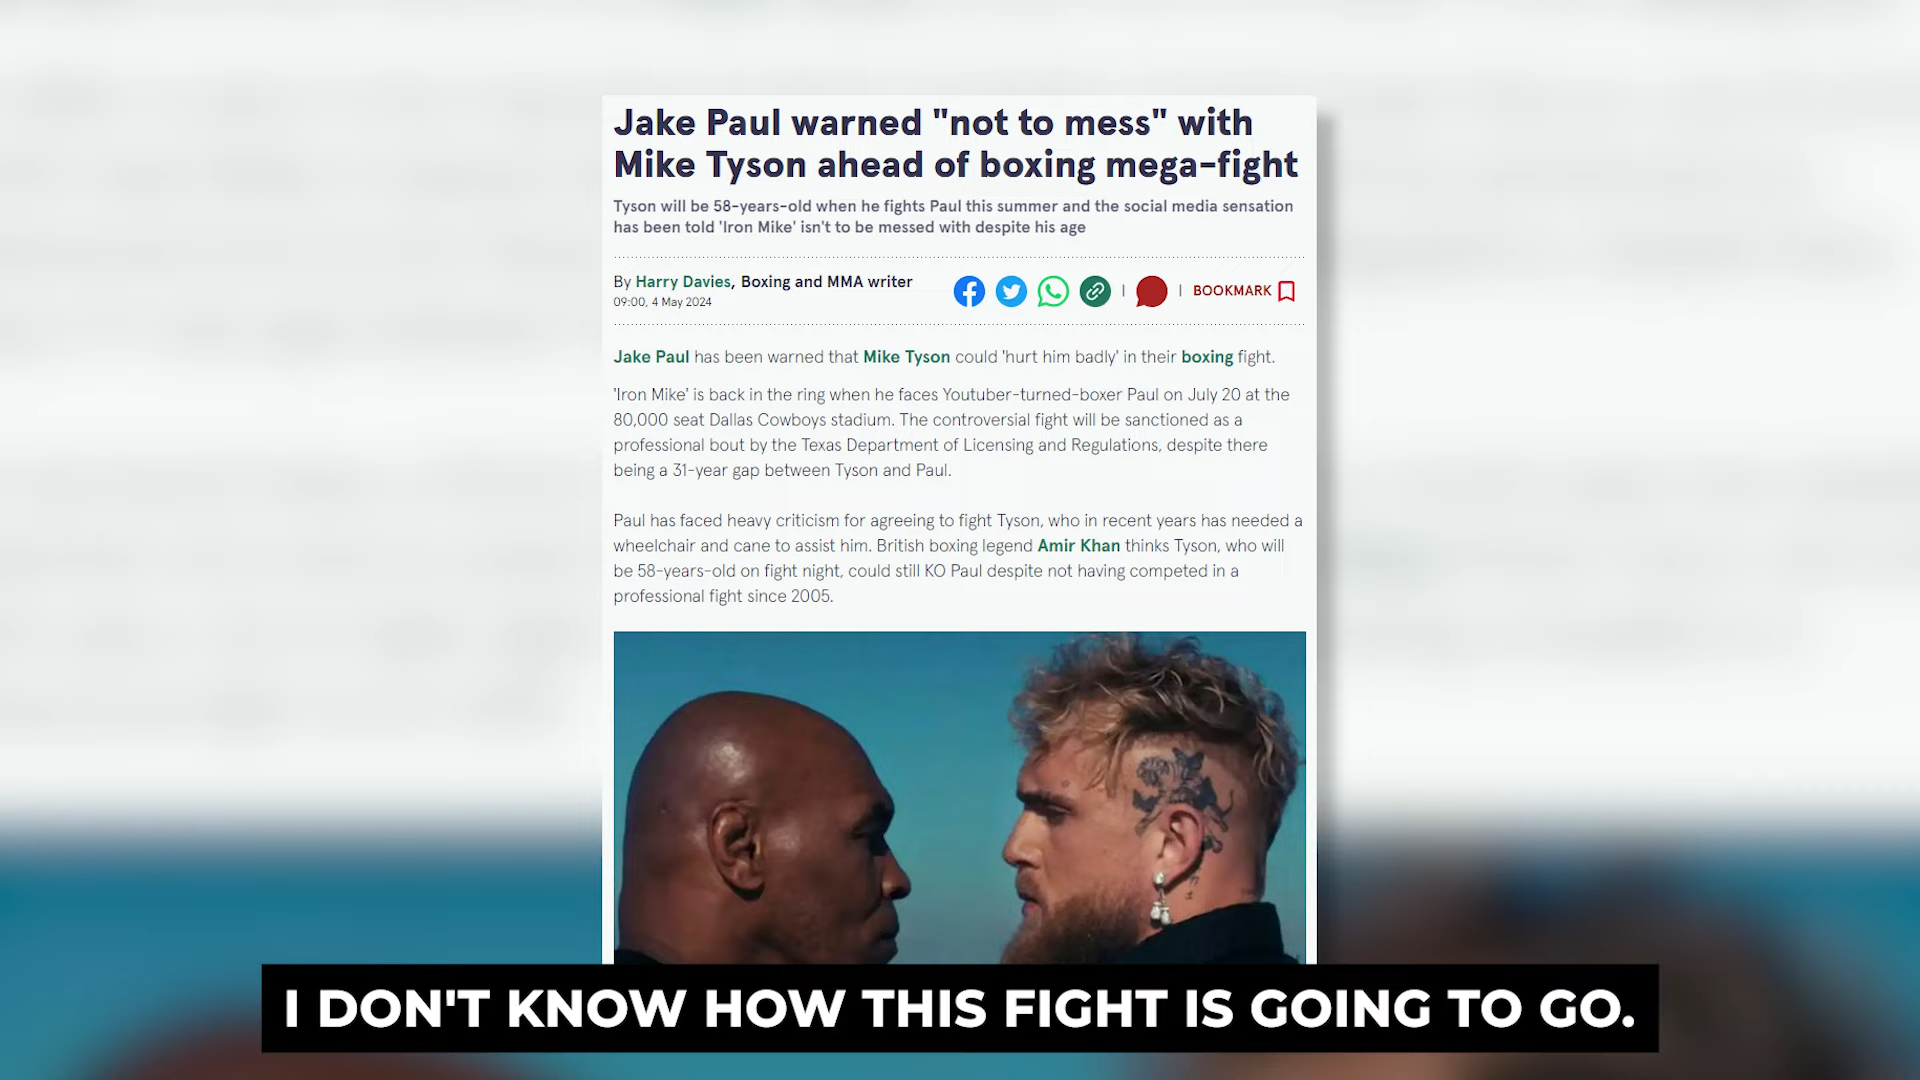 Jake Paul warned "not to mess" with
Mike Tyson ahead of boxing mega-fight
Tyson will be 58-years-old when he fights Paul this summer and the social media sensation
has been told 'Iron Mike' isn't to be messed with despite his age
By Harry Davies, Boxing and MMA writer
09:00, 4 May 2024
| | BOOKMARK
Jake Paul has been warned that Mike Tyson could 'hurt him badly' in their boxing fight.
'Iron Mike' is back in the ring when he faces Youtuber-turned-boxer Paul on July 20 at the
80,000 seat Dallas Cowboys stadium. The controversial fight will be sanctioned as a
professional bout by the Texas Department of Licensing and Regulations, despite there
being a 31-year gap between Tyson and Paul.
Paul has faced heavy criticism for agreeing to fight Tyson, who in recent years has needed a
wheelchair and cane to assist him. British boxing legend Amir Khan thinks Tyson, who will
be 58-years-old on fight night, could still KO Paul despite not having competed in a
professional fight since 2005.
I DON'T KNOW HOW THIS FIGHT IS GOING TO GO.